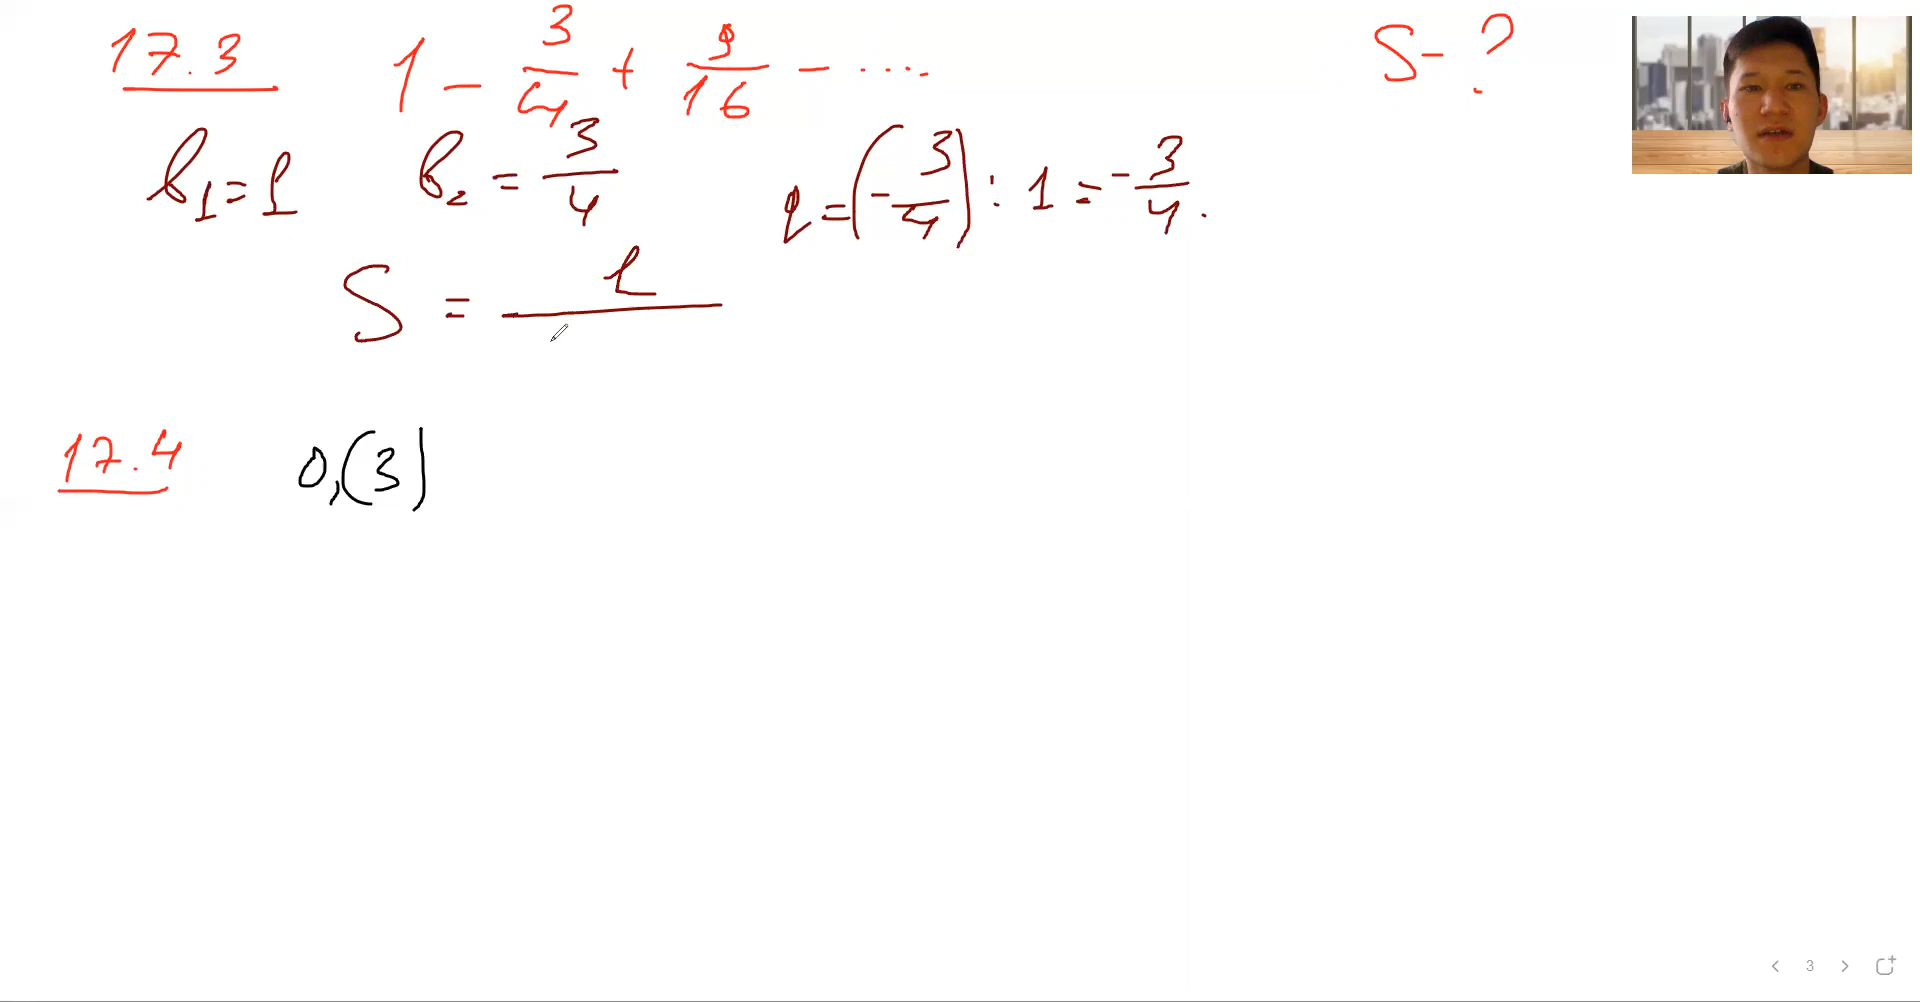 17.3 1 - 3/4 + 9/16 - .... S - ?
b₁ = 1 b₂ = 3/4 q = (-3/4) : 1 = -3/4.
S = 1/
17.4 0,(3)
3